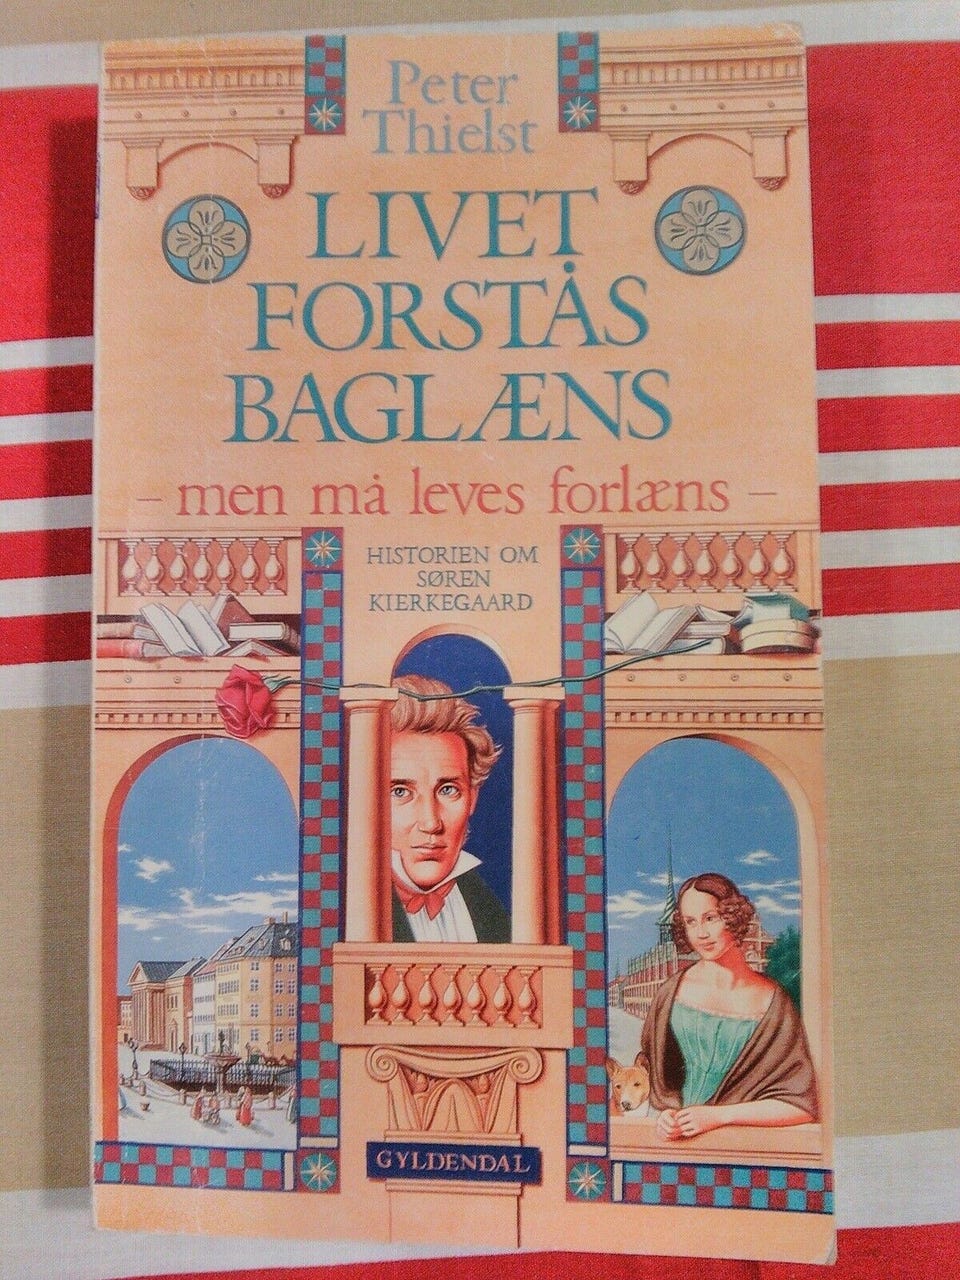 Peter
Thielst
LIVET
FORSTÅS
BAGLÆNS
– men må leves forlæns –
HISTORIEN OM
SØREN
KIERKEGAARD
GYLDENDAL